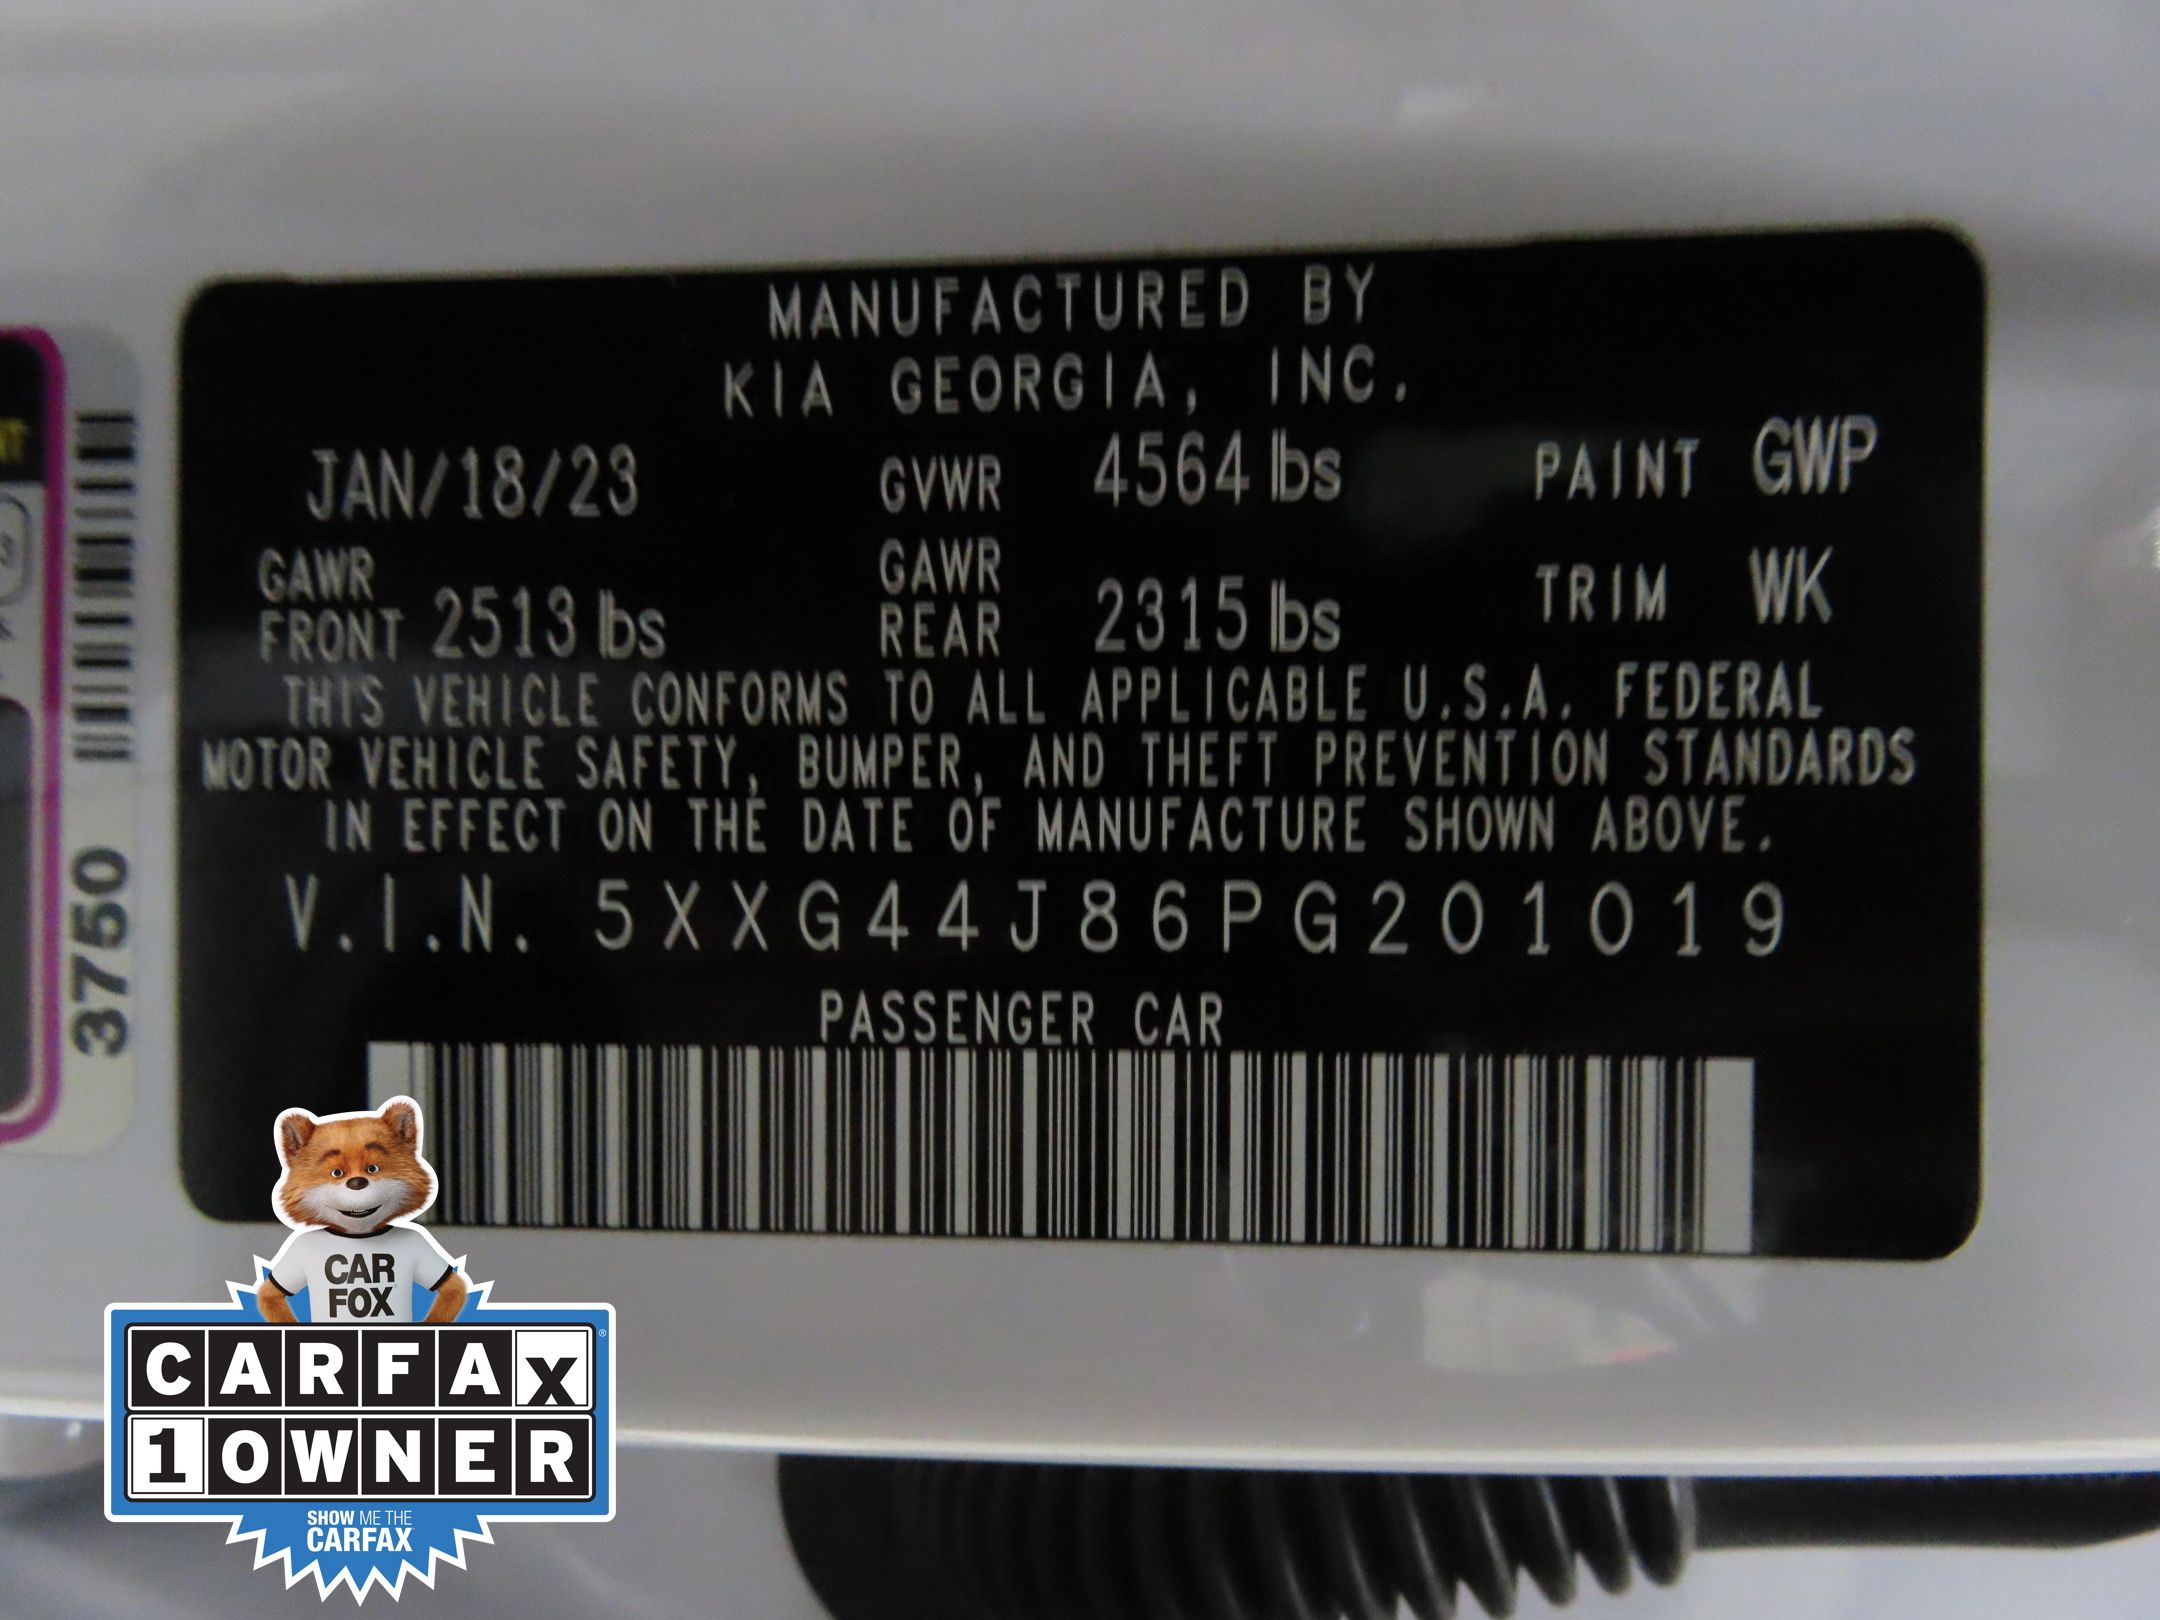 MANUFACTURED BY
KIA GEORGIA, INC.
JAN/18/23 GVWR 4564 lbs PAINT GWP
GAWR FRONT 2513 lbs GAWR REAR 2315 lbs TRIM WK
THIS VEHICLE CONFORMS TO ALL APPLICABLE U.S.A. FEDERAL
MOTOR VEHICLE SAFETY, BUMPER, AND THEFT PREVENTION STANDARDS
IN EFFECT ON THE DATE OF MANUFACTURE SHOWN ABOVE.
V.I.N. 5XXG44J86PG201019
PASSENGER CAR
3750
CAR
FOX
CARFAX
1 OWNER
SHOW ME THE
CARFAX